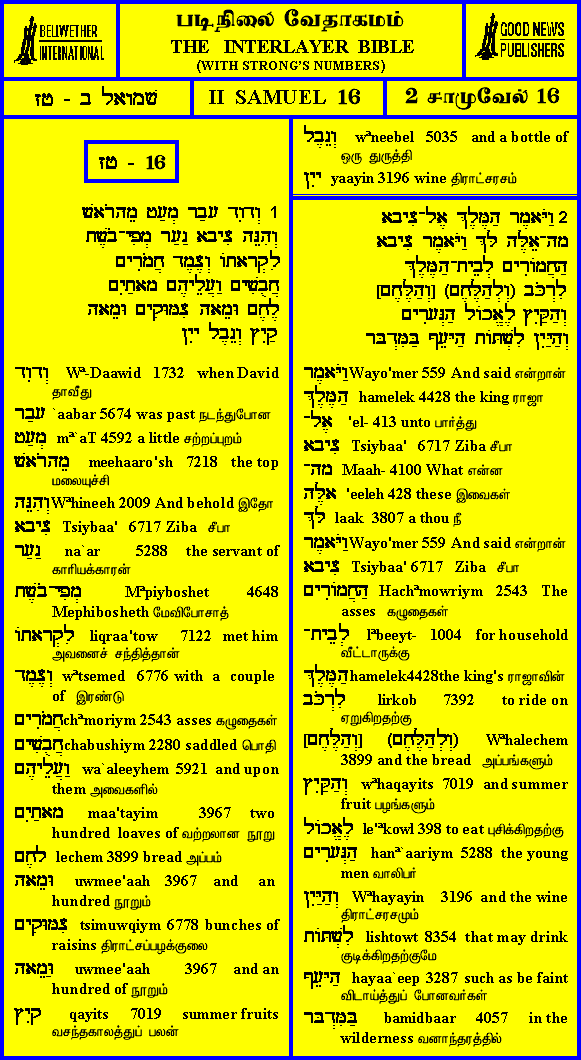 BELLWETHER
INTERNATIONAL
படிநிலை வேதாகமம்
THE INTERLAYER BIBLE
(WITH STRONG'S NUMBERS)
GOOD NEWS
PUBLISHERS
שמואל ב - טז
II SAMUEL 16
2 சாமுவேல் 16
טז - 16
1 וְדָוִד עָבַר מְעַט מֵהָרֹאשׁ
וְהִנֵּה צִיבָא נַעַר מְפִי־בֹשֶׁת
לִקְרָאתוֹ וְצֶמֶד חֲמֹרִים
חֲבֻשִׁים וַעֲלֵיהֶם מָאתַיִם
לֶחֶם וּמֵאָה צִמּוּקִים וּמֵאָה
קַיִץ וְנֵבֶל יָיִן
וְדָוִד Wᵃ-Daawid 1732 when David
தாவீது
עָבַר `aabar 5674 was past நடந்துபோன
מְעַט mᵃ`aT 4592 a little சற்றப்புறம்
מֵהָרֹאשׁ meehaaro'sh 7218 the top
மலையுச்சி
וְהִנֵּה Wᵃhineeh 2009 And behold இதோ
צִיבָא Tsiybaa' 6717 Ziba சீபா
נַעַר na`ar 5288 the servant of
காரியக்காரன்
מְפִי־בֹשֶׁת Mᵃpiyboshet 4648
Mephibosheth மேவிபோசாத்
לִקְרָאתוֹ liqraa'tow 7122 met him
அவனைச் சந்தித்தான்
וְצֶמֶד wᵃtsemed 6776 with a couple
of இரண்டு
חֲמֹרִים chᵃmoriym 2543 asses கழுதைகள்
חֲבֻשִׁים chabushiym 2280 saddled பொதி
וַעֲלֵיהֶם wa`aleeyhem 5921 and upon
them அவைகளில்
מָאתַיִם maa'tayim 3967 two
hundred loaves of வற்றலான நூறு
לֶחֶם lechem 3899 bread அப்பம்
וּמֵאָה uwmee'aah 3967 and an
hundred நூறும்
צִמּוּקִים tsimuwqiym 6778 bunches of
raisins திராட்சப்பழக்குலை
וּמֵאָה uwmee'aah 3967 and an
hundred of நூறும்
קַיִץ qayits 7019 summer fruits
வசந்தகாலத்துப் பலன்
וְנֵבֶל wᵃneebel 5035 and a bottle of
ஒரு துருத்தி
יָיִן yaayin 3196 wine திராட்சரசம்
2 וַיֹּאמֶר הַמֶּלֶךְ אֶל־צִיבָא
מָה־אֵלֶּה לָּךְ וַיֹּאמֶר צִיבָא
הַחֲמוֹרִים לְבֵית־הַמֶּלֶךְ
לִרְכֹּב (וְלְהַלֶּחֶם) [וְהַלֶּחֶם]
וְהַקַּיִץ לֶאֱכוֹל הַנְּעָרִים
וְהַיַּיִן לִשְׁתּוֹת הַיָּעֵף בַּמִּדְבָּר
וַיֹּאמֶר Wayo'mer 559 And said என்றான்
הַמֶּלֶךְ hamelek 4428 the king ராஜா
אֶל־ 'el- 413 unto பார்த்து
צִיבָא Tsiybaa' 6717 Ziba சீபா
מָה־ Maah- 4100 What என்ன
אֵלֶּה 'eeleh 428 these இவைகள்
לָּךְ laak 3807 a thou நீ
וַיֹּאמֶר Wayo'mer 559 And said என்றான்
צִיבָא Tsiybaa' 6717 Ziba சீபா
הַחֲמוֹרִים Hachᵃmowriym 2543 The
asses கழுதைகள்
לְבֵית־ lᵃbeeyt- 1004 for household
வீட்டாருக்கு
הַמֶּלֶךְ hamelek4428the king's ராஜாவின்
לִרְכֹּב lirkob 7392 to ride on
ஏறுகிறதற்கு
(וְלְהַלֶּחֶם) [וְהַלֶּחֶם] Wᵃhalechem
3899 and the bread அப்பங்களும்
וְהַקַּיִץ wᵃhaqayits 7019 and summer
fruit பழங்களும்
לֶאֱכוֹל le'ᵉkowl 398 to eat புசிக்கிறதற்கு
הַנְּעָרִים hanᵃ`aariym 5288 the young
men வாலிபர்
וְהַיַּיִן Wᵃhayayin 3196 and the wine
திராட்சரசமும்
לִשְׁתּוֹת lishtowt 8354 that may drink
குடிக்கிறதற்குமே
הַיָּעֵף hayaa`eep 3287 such as be faint
விடாய்த்துப் போனவர்கள்
בַּמִּדְבָּר bamidbaar 4057 in the
wilderness வனாந்தரத்தில்